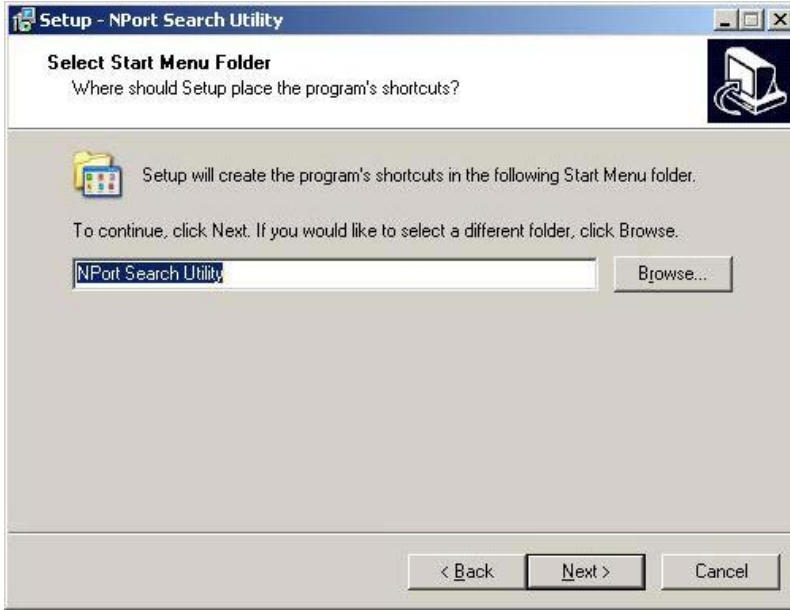 Setup - NPort Search Utility
Select Start Menu Folder
Where should Setup place the program's shortcuts?
Setup will create the program's shortcuts in the following Start Menu folder.
To continue, click Next. If you would like to select a different folder, click Browse.
NPort Search Utility
Browse...
< Back
Next >
Cancel